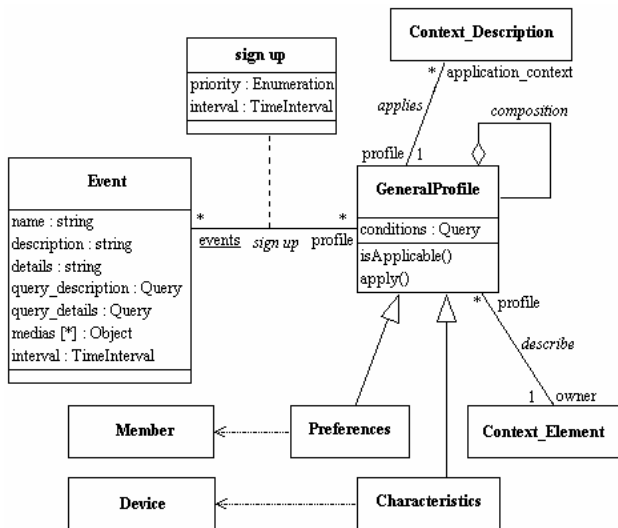 Context_Description
sign up
priority : Enumeration
interval : TimeInterval
* application_context
applies
composition
profile 1
Event
name : string
description : string
details : string
query_description : Query
query_details : Query
medias [*] : Object
interval : TimeInterval
GeneralProfile
conditions : Query
isApplicable()
apply()
* *
events sign up profile
* profile
describe
1 owner
Member
Preferences
Context_Element
Device
Characteristics